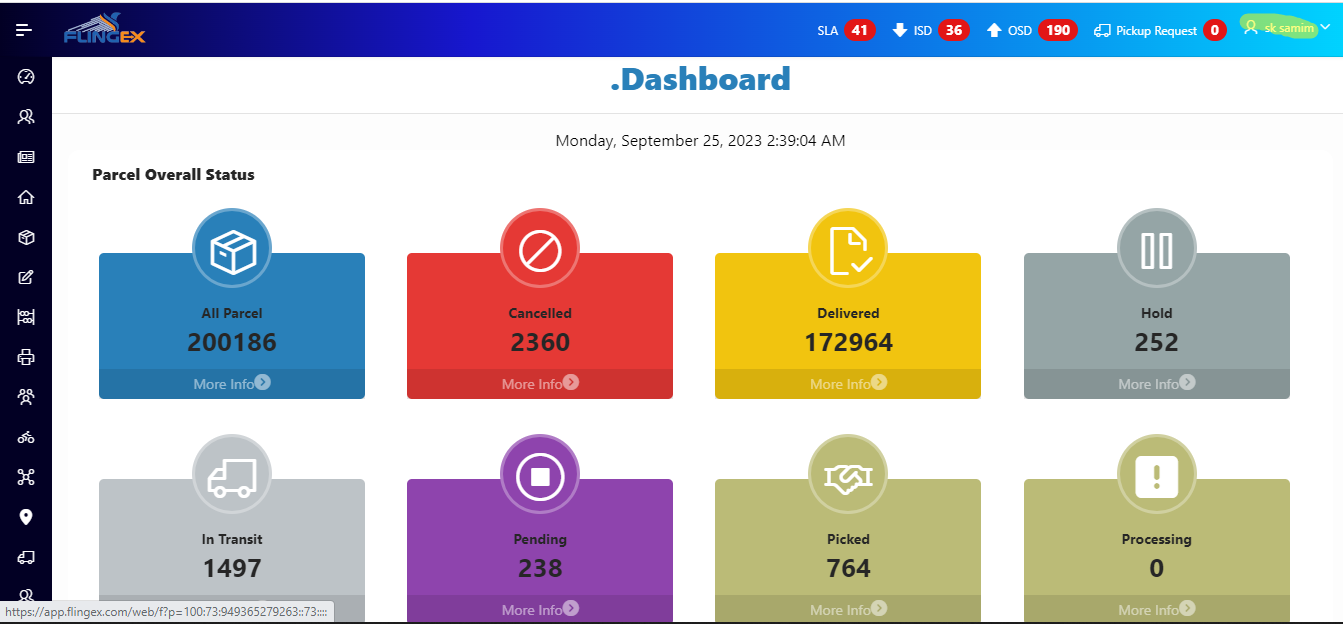 FLINGEX
SLA 41 ISD 36 OSD 190 Pickup Request 0 sk samim
.Dashboard
Monday, September 25, 2023 2:39:04 AM
Parcel Overall Status
All Parcel
200186
More Info
Cancelled
2360
More Info
Delivered
172964
More Info
Hold
252
More Info
In Transit
1497
Pending
238
More Info
Picked
764
More Info
Processing
0
More Info
https://app.flingex.com/web/f?p=100:73:949365279263::73::::